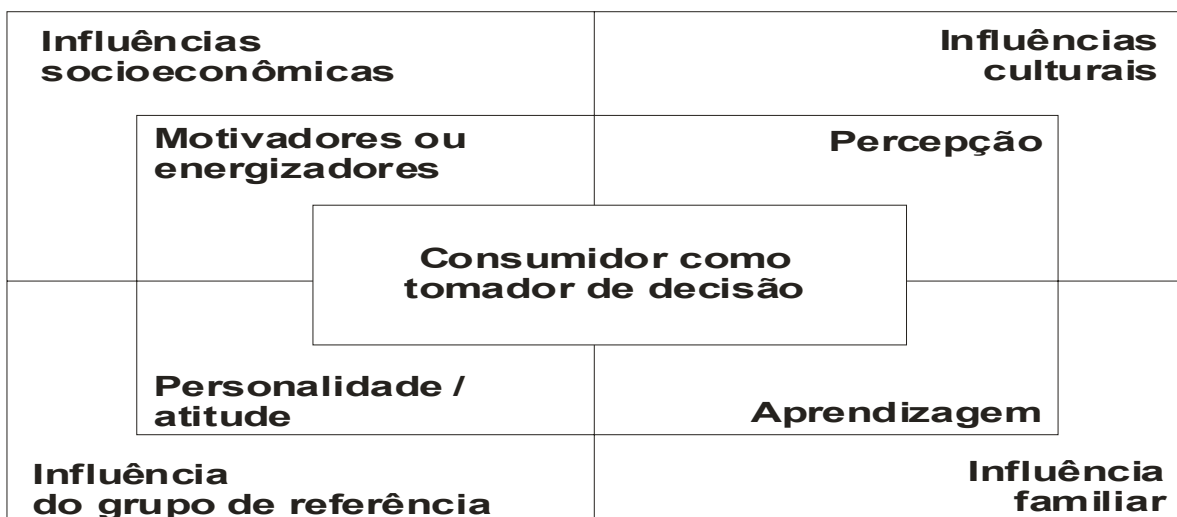 Influências
socioeconômicas
Influências
culturais
Motivadores ou
energizadores
Percepção
Consumidor como
tomador de decisão
Personalidade /
atitude
Aprendizagem
Influência
do grupo de referência
Influência
familiar